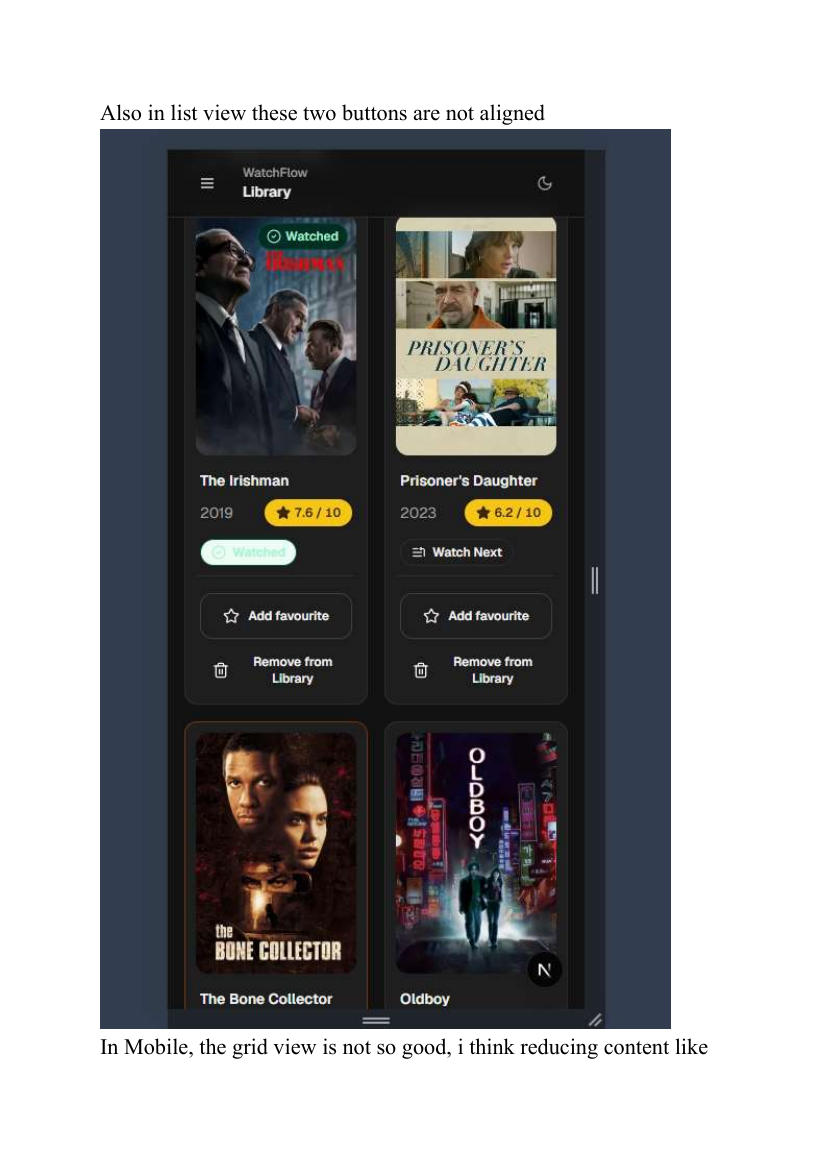 Also in list view these two buttons are not aligned
WatchFlow
Library
Watched
IRISHMAN
PRISONER'S
DAUGHTER
The Irishman
Prisoner's Daughter
2019
7.6 / 10
2023
6.2 / 10
Watched
Watch Next
Add favourite
Add favourite
Remove from
Library
Remove from
Library
OLDBOY
the
BONE COLLECTOR
N
The Bone Collector
Oldboy
In Mobile, the grid view is not so good, i think reducing content like